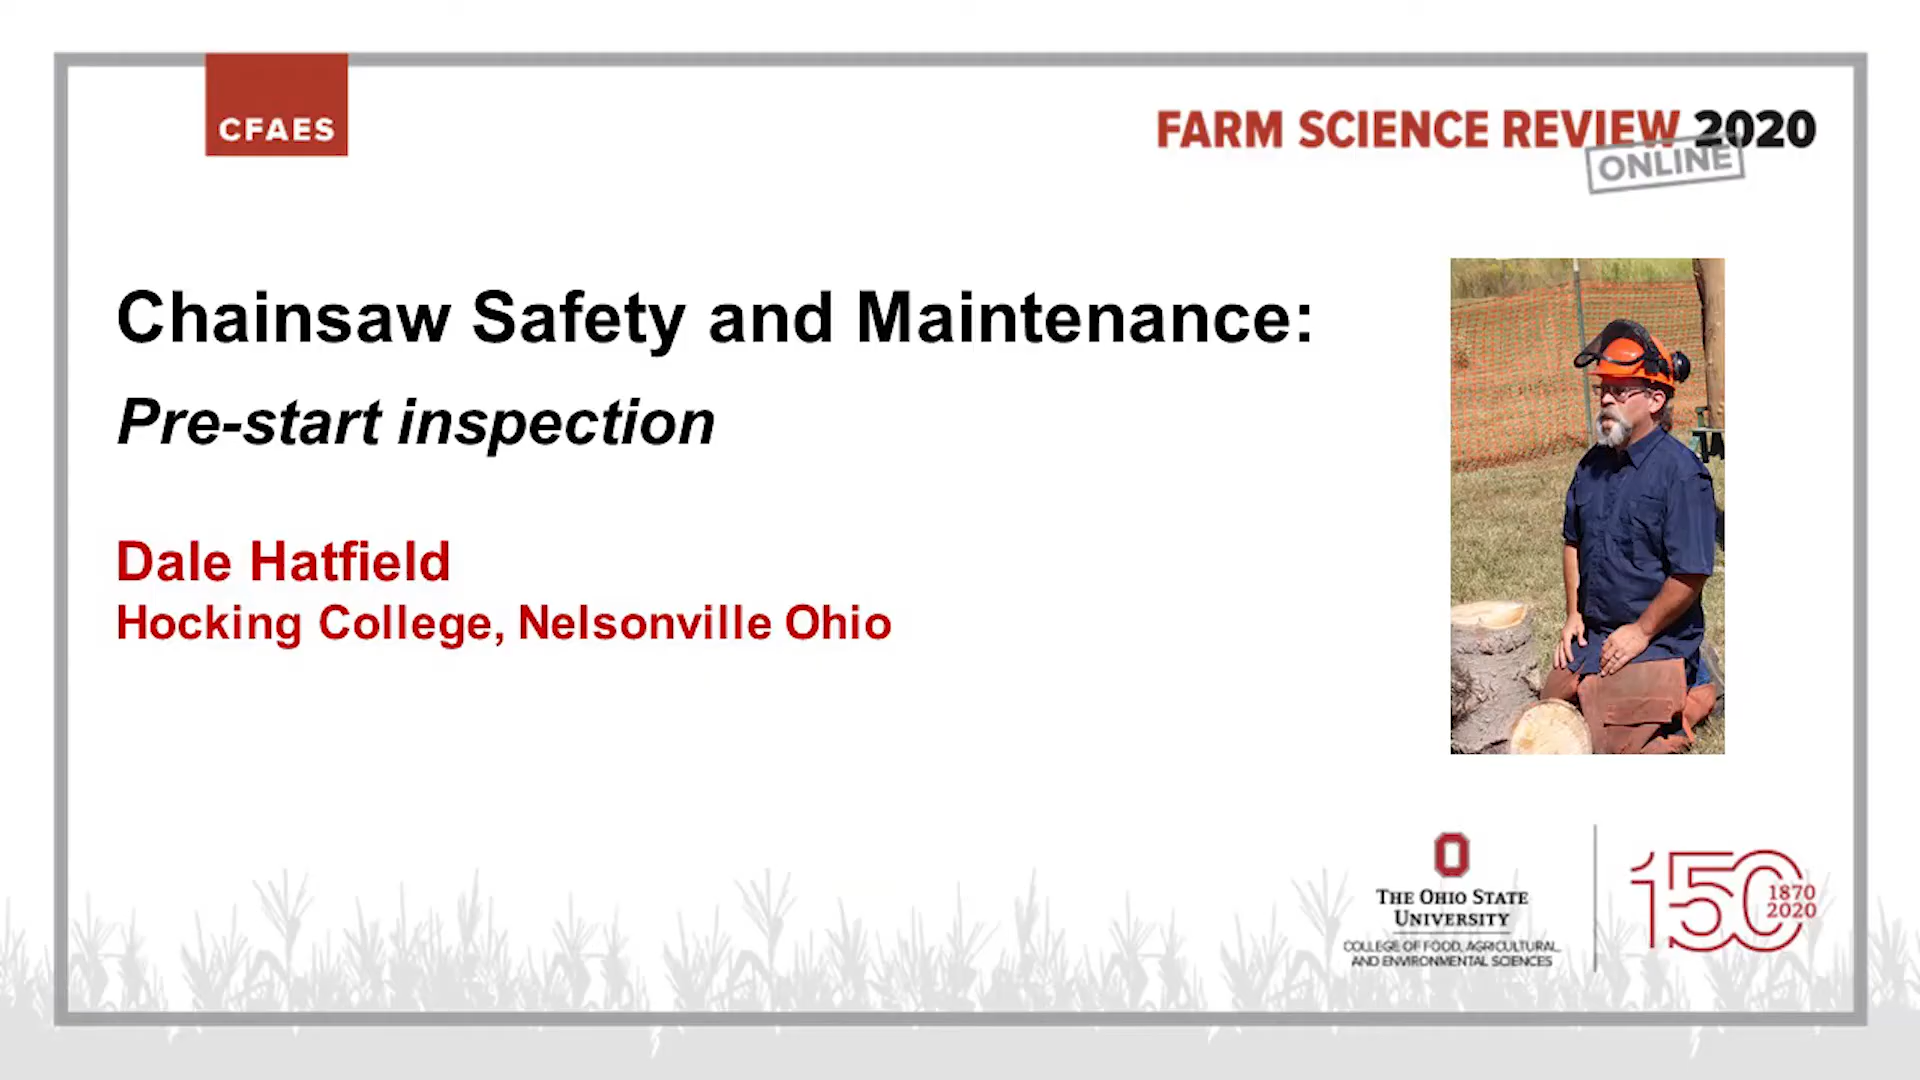 CFAES
FARM SCIENCE REVIEW 2020
ONLINE
Chainsaw Safety and Maintenance:
Pre-start inspection
Dale Hatfield
Hocking College, Nelsonville Ohio
THE OHIO STATE
UNIVERSITY
COLLEGE OF FOOD, AGRICULTURAL,
AND ENVIRONMENTAL SCIENCES
150
1870
2020